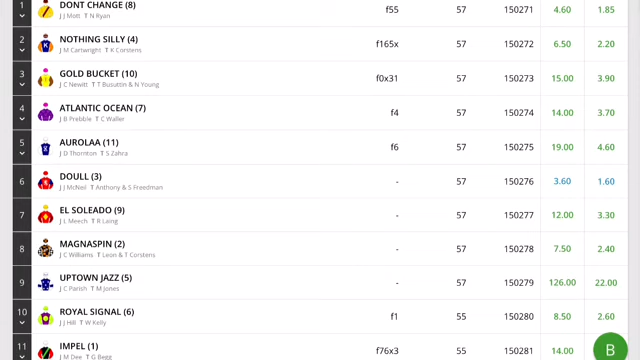 1 DONT CHANGE (8) f55 57 150271 4.60 1.85
J J Mott T N Ryan
2 NOTHING SILLY (4) f165x 57 150272 6.50 2.20
J M Cartwright T K Corstens
3 GOLD BUCKET (10) f0x31 57 150273 15.00 3.90
J C Newitt T T Busuttin & N Young
4 ATLANTIC OCEAN (7) f4 57 150274 14.00 3.70
J B Prebble T C Waller
5 AUROLAA (11) f6 57 150275 19.00 4.60
J D Thornton T S Zahra
6 DOULL (3) - 57 150276 3.60 1.60
J J McNeil T Anthony & S Freedman
7 EL SOLEADO (9) - 57 150277 12.00 3.30
J L Meech T R Laing
8 MAGNASPIN (2) - 57 150278 7.50 2.40
J C Williams T Leon & T Corstens
9 UPTOWN JAZZ (5) - 57 150279 126.00 22.00
J C Parish T M Jones
10 ROYAL SIGNAL (6) f1 55 150280 8.50 2.60
J J Hill T W Kelly
11 IMPEL (1) f76x3 55 150281 14.00 B
J M Dee T G Begg